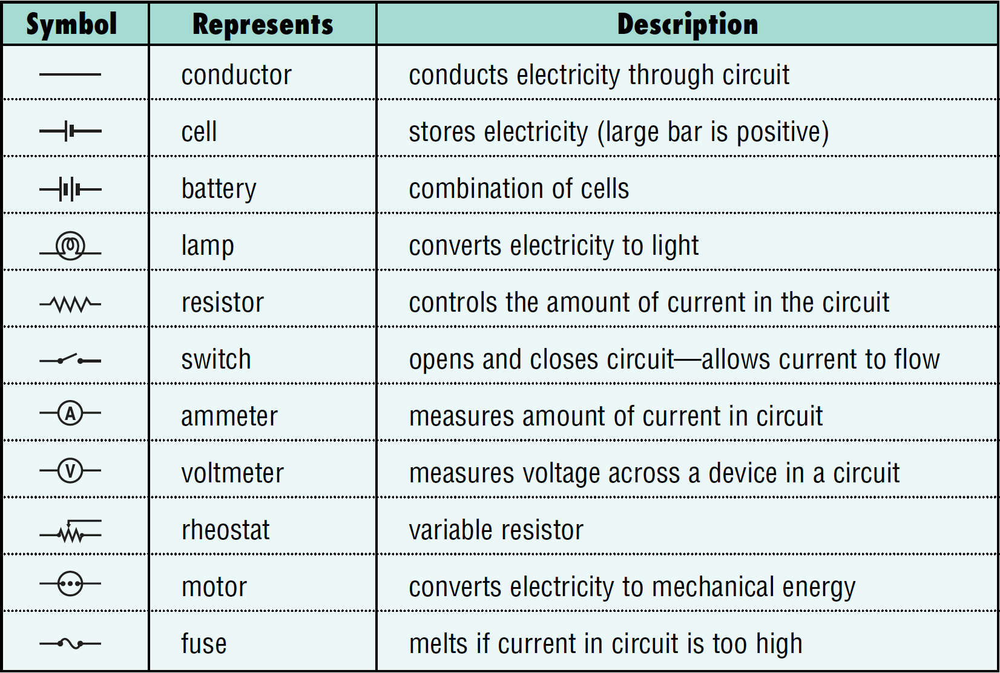 Symbol Represents Description
conductor conducts electricity through circuit
cell stores electricity (large bar is positive)
battery combination of cells
lamp converts electricity to light
resistor controls the amount of current in the circuit
switch opens and closes circuit—allows current to flow
A ammeter measures amount of current in circuit
V voltmeter measures voltage across a device in a circuit
rheostat variable resistor
motor converts electricity to mechanical energy
fuse melts if current in circuit is too high